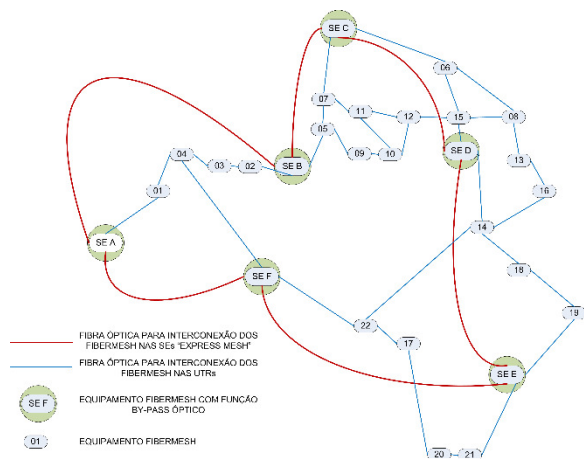 SE C
06
07
11
12
15
08
05
09
10
SE D
13
04
03
02
SE B
01
16
14
SE A
SE F
18
19
22
17
SE E
20
21
FIBRA ÓPTICA PARA INTERCONEXÃO DOS
FIBERMESH NAS SEs “EXPRESS MESH”
FIBRA ÓPTICA PARA INTERCONEXÃO DOS
FIBERMESH NAS UTRs
SE F
EQUIPAMENTO FIBERMESH COM FUNÇÃO
BY-PASS ÓPTICO
01
EQUIPAMENTO FIBERMESH